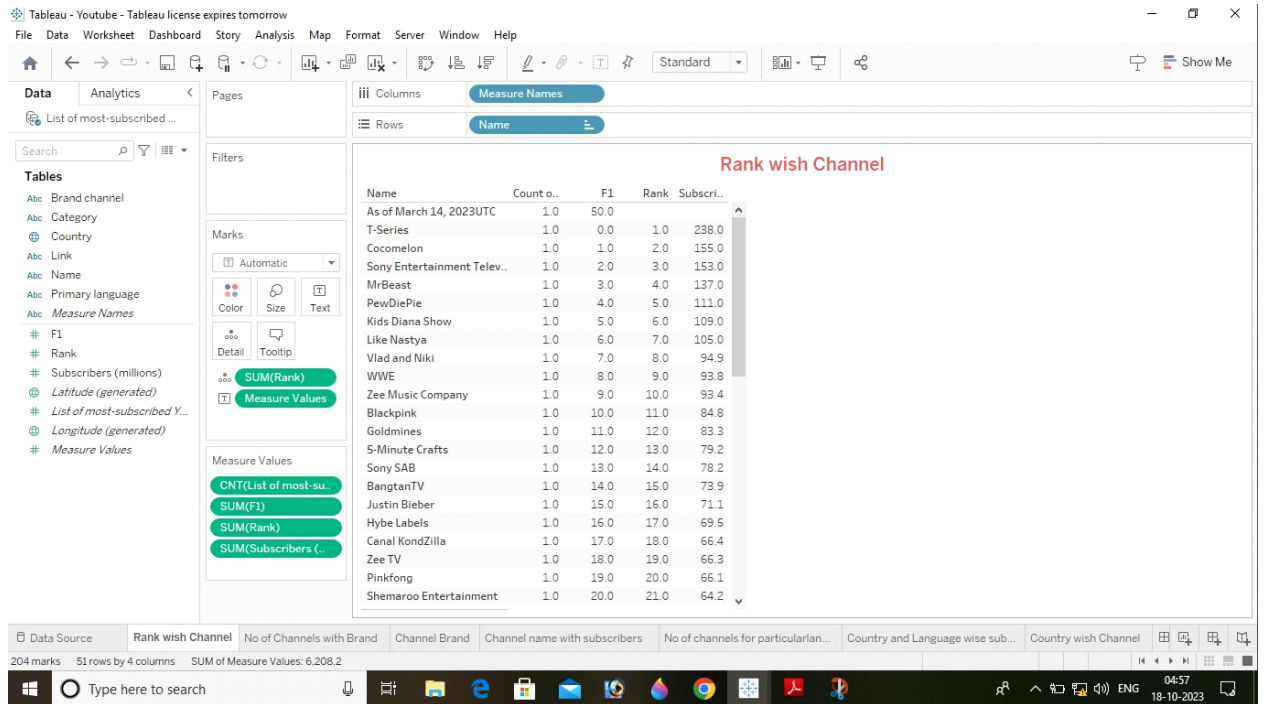 Tableau - Youtube - Tableau license expires tomorrow
File Data Worksheet Dashboard Story Analysis Map Format Server Window Help
Standard
Show Me
Data Analytics
List of most-subscribed ...
Search
Tables
Abc Brand channel
Abc Category
Country
Abc Link
Abc Name
Abc Primary language
Abc Measure Names
# F1
# Rank
# Subscribers (millions)
Latitude (generated)
# List of most-subscribed Y...
Longitude (generated)
# Measure Values
Pages
Filters
Marks
T Automatic
Color Size Text
Detail Tooltip
SUM(Rank)
T Measure Values
Measure Values
CNT(List of most-su..
SUM(F1)
SUM(Rank)
SUM(Subscribers (..
Columns Measure Names
Rows Name
Rank wish Channel
Name Count o.. F1 Rank Subscri..
As of March 14, 2023UTC 1.0 50.0
T-Series 1.0 0.0 1.0 238.0
Cocomelon 1.0 1.0 2.0 155.0
Sony Entertainment Telev.. 1.0 2.0 3.0 153.0
MrBeast 1.0 3.0 4.0 137.0
PewDiePie 1.0 4.0 5.0 111.0
Kids Diana Show 1.0 5.0 6.0 109.0
Like Nastya 1.0 6.0 7.0 105.0
Vlad and Niki 1.0 7.0 8.0 94.9
WWE 1.0 8.0 9.0 93.8
Zee Music Company 1.0 9.0 10.0 93.4
Blackpink 1.0 10.0 11.0 84.8
Goldmines 1.0 11.0 12.0 83.3
5-Minute Crafts 1.0 12.0 13.0 79.2
Sony SAB 1.0 13.0 14.0 78.2
BangtanTV 1.0 14.0 15.0 73.9
Justin Bieber 1.0 15.0 16.0 71.1
Hybe Labels 1.0 16.0 17.0 69.5
Canal KondZilla 1.0 17.0 18.0 66.4
Zee TV 1.0 18.0 19.0 66.3
Pinkfong 1.0 19.0 20.0 66.1
Shemaroo Entertainment 1.0 20.0 21.0 64.2
Data Source Rank wish Channel No of Channels with Brand Channel Brand Channel name with subscribers No of channels for particularlan... Country and Language wise sub... Country wish Channel
204 marks 51 rows by 4 columns SUM of Measure Values: 6,208.2
Type here to search
ENG
04:57
18-10-2023